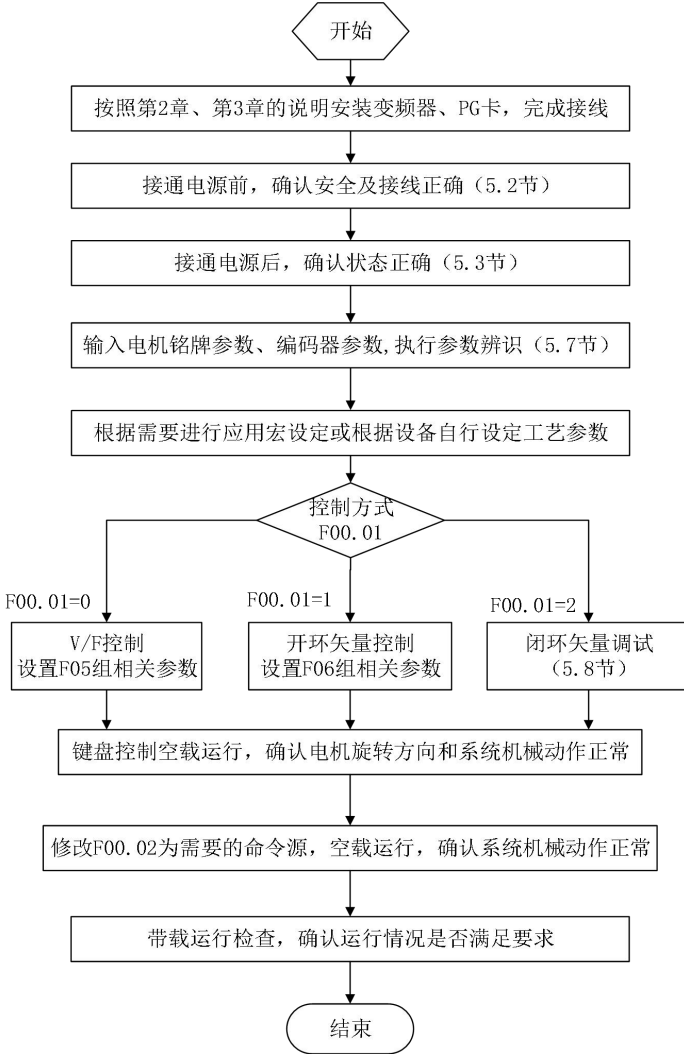 开始
按照第2章、第3章的说明安装变频器、PG卡，完成接线
接通电源前，确认安全及接线正确（5.2节）
接通电源后，确认状态正确（5.3节）
输入电机铭牌参数、编码器参数,执行参数辨识（5.7节）
根据需要进行应用宏设定或根据设备自行设定工艺参数
控制方式
F00.01
F00.01=0
F00.01=1
F00.01=2
V/F控制
设置F05组相关参数
开环矢量控制
设置F06组相关参数
闭环矢量调试
（5.8节）
键盘控制空载运行，确认电机旋转方向和系统机械动作正常
修改F00.02为需要的命令源，空载运行，确认系统机械动作正常
带载运行检查，确认运行情况是否满足要求
结束